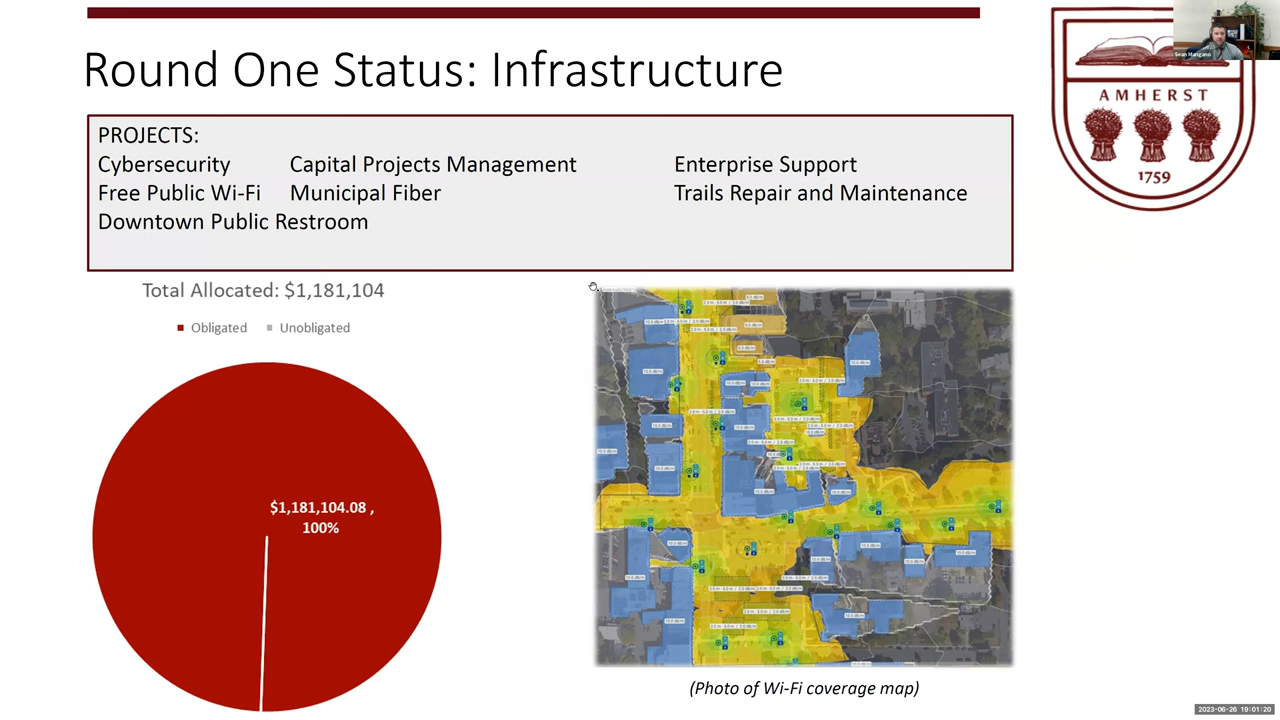 Round One Status: Infrastructure
PROJECTS:
Cybersecurity Capital Projects Management Enterprise Support
Free Public Wi-Fi Municipal Fiber Trails Repair and Maintenance
Downtown Public Restroom
Total Allocated: $1,181,104
Obligated Unobligated
$1,181,104.08 ,
100%
(Photo of Wi-Fi coverage map)
AMHERST
1759
Sean Mangano
2023-06-26 19:01:20